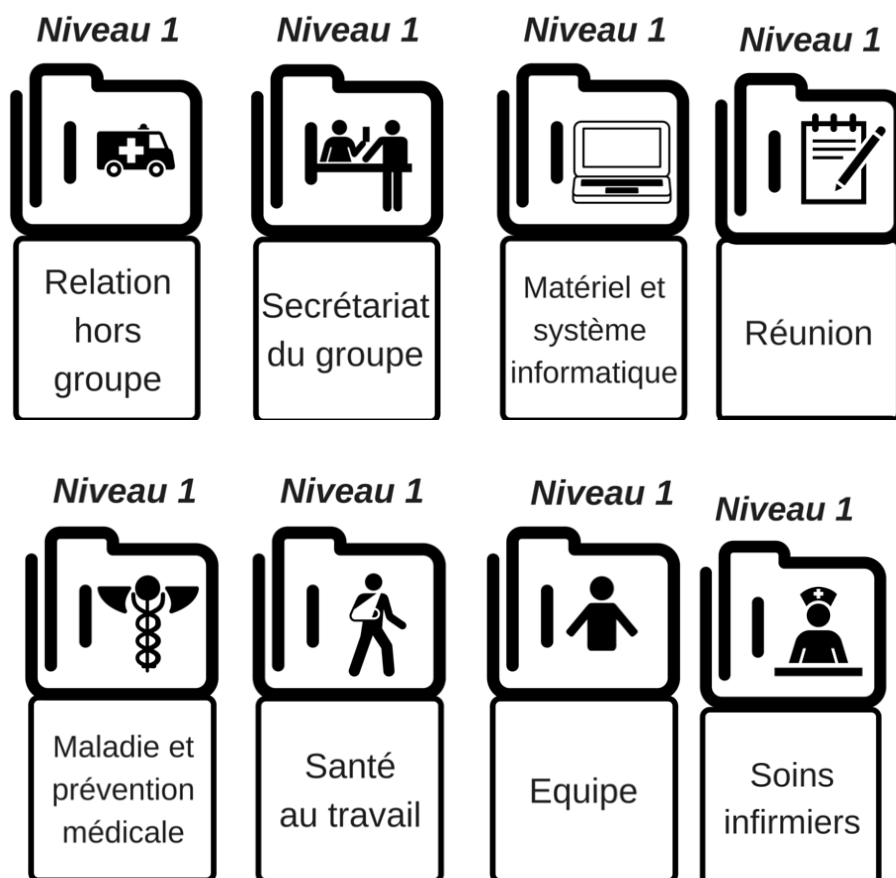 Niveau 1
Niveau 1
Niveau 1
Niveau 1
Relation
hors
groupe
Secrétariat
du groupe
Matériel et
système
informatique
Réunion
Niveau 1
Niveau 1
Niveau 1
Niveau 1
Maladie et
prévention
médicale
Santé
au travail
Equipe
Soins
infirmiers